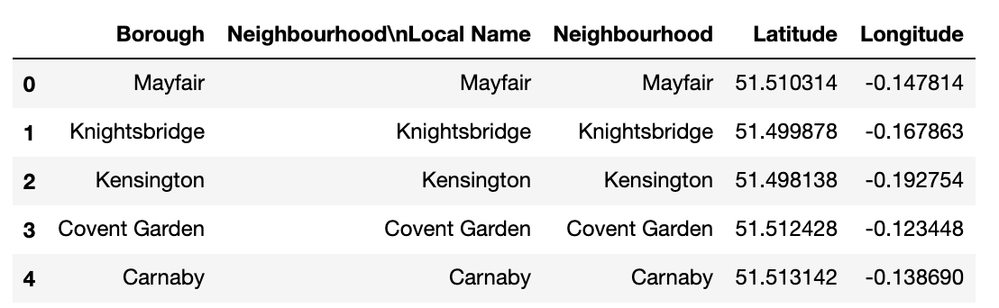 Borough Neighbourhood\nLocal Name Neighbourhood Latitude Longitude
0 Mayfair Mayfair Mayfair 51.510314 -0.147814
1 Knightsbridge Knightsbridge Knightsbridge 51.499878 -0.167863
2 Kensington Kensington Kensington 51.498138 -0.192754
3 Covent Garden Covent Garden Covent Garden 51.512428 -0.123448
4 Carnaby Carnaby Carnaby 51.513142 -0.138690